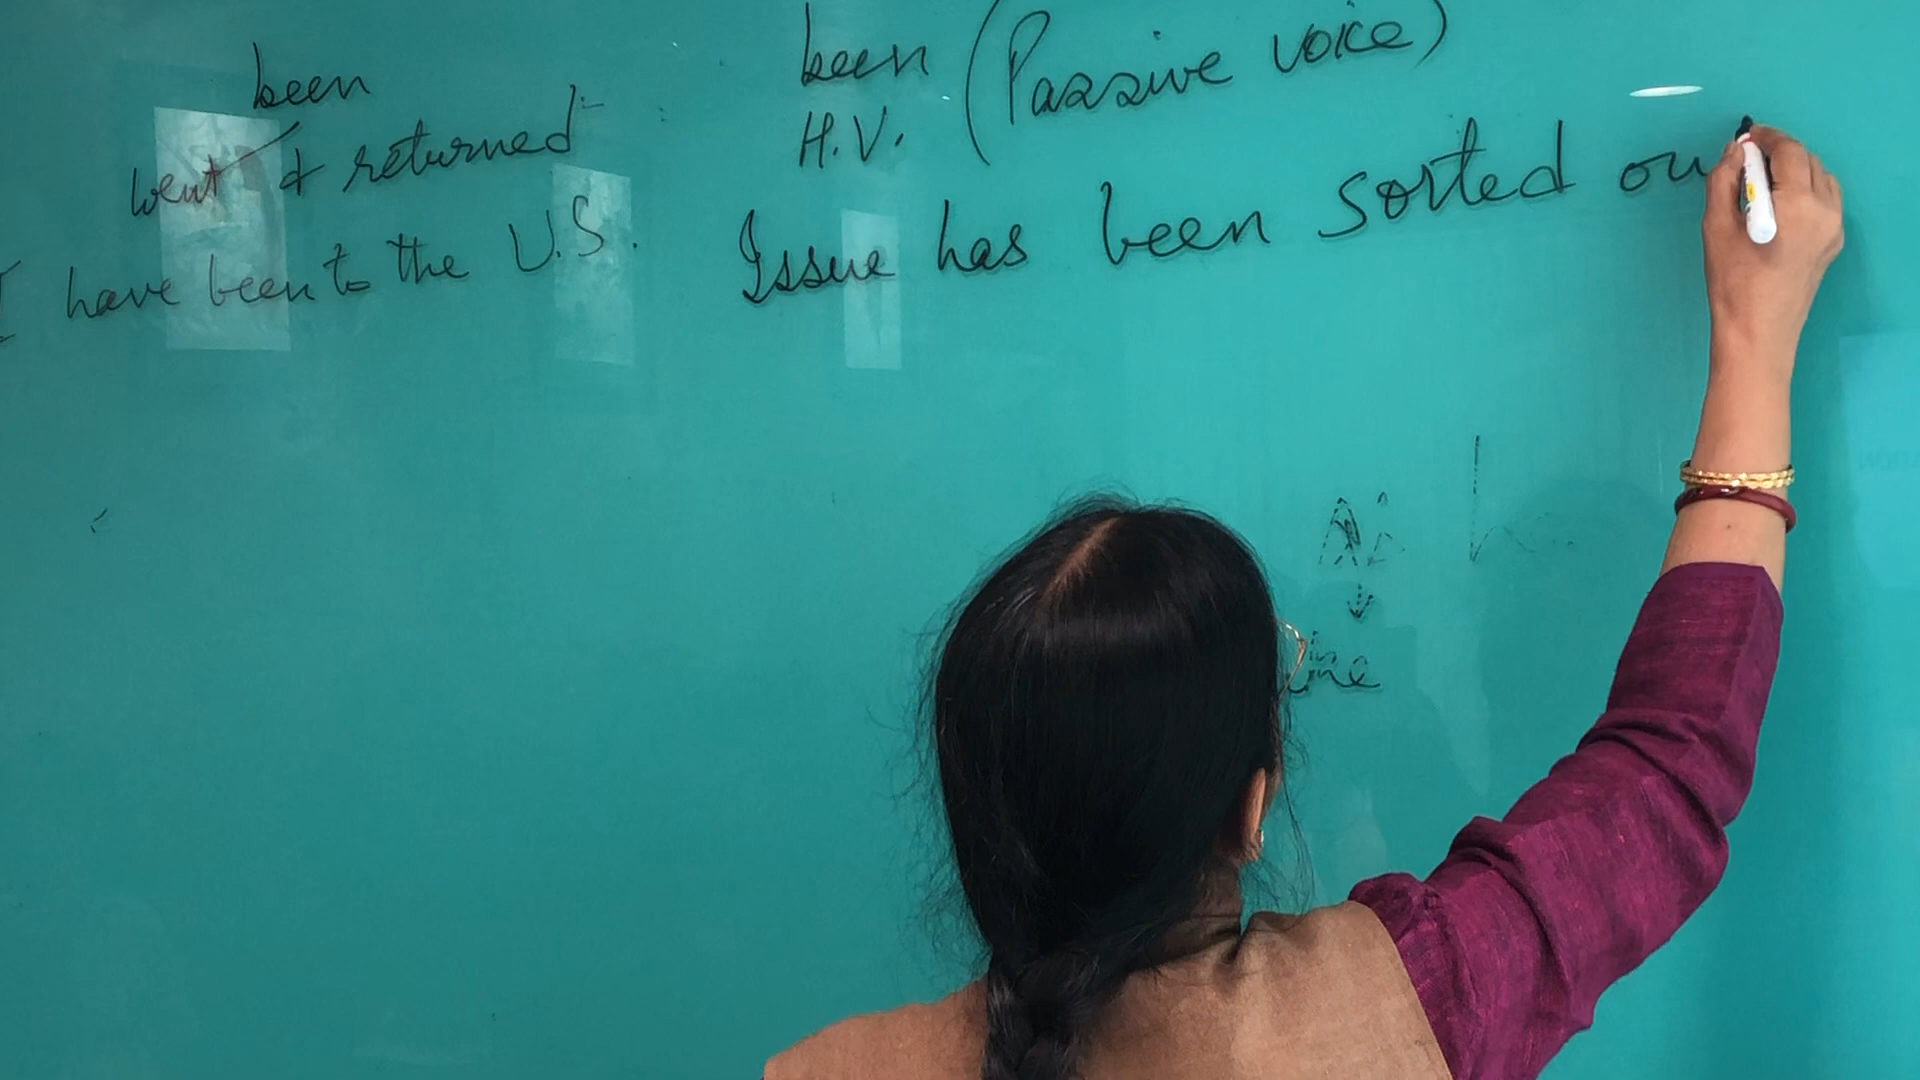 been
went & returned
I have been to the U.S.
been (Passive voice)
H.V.
Issue has been sorted ou